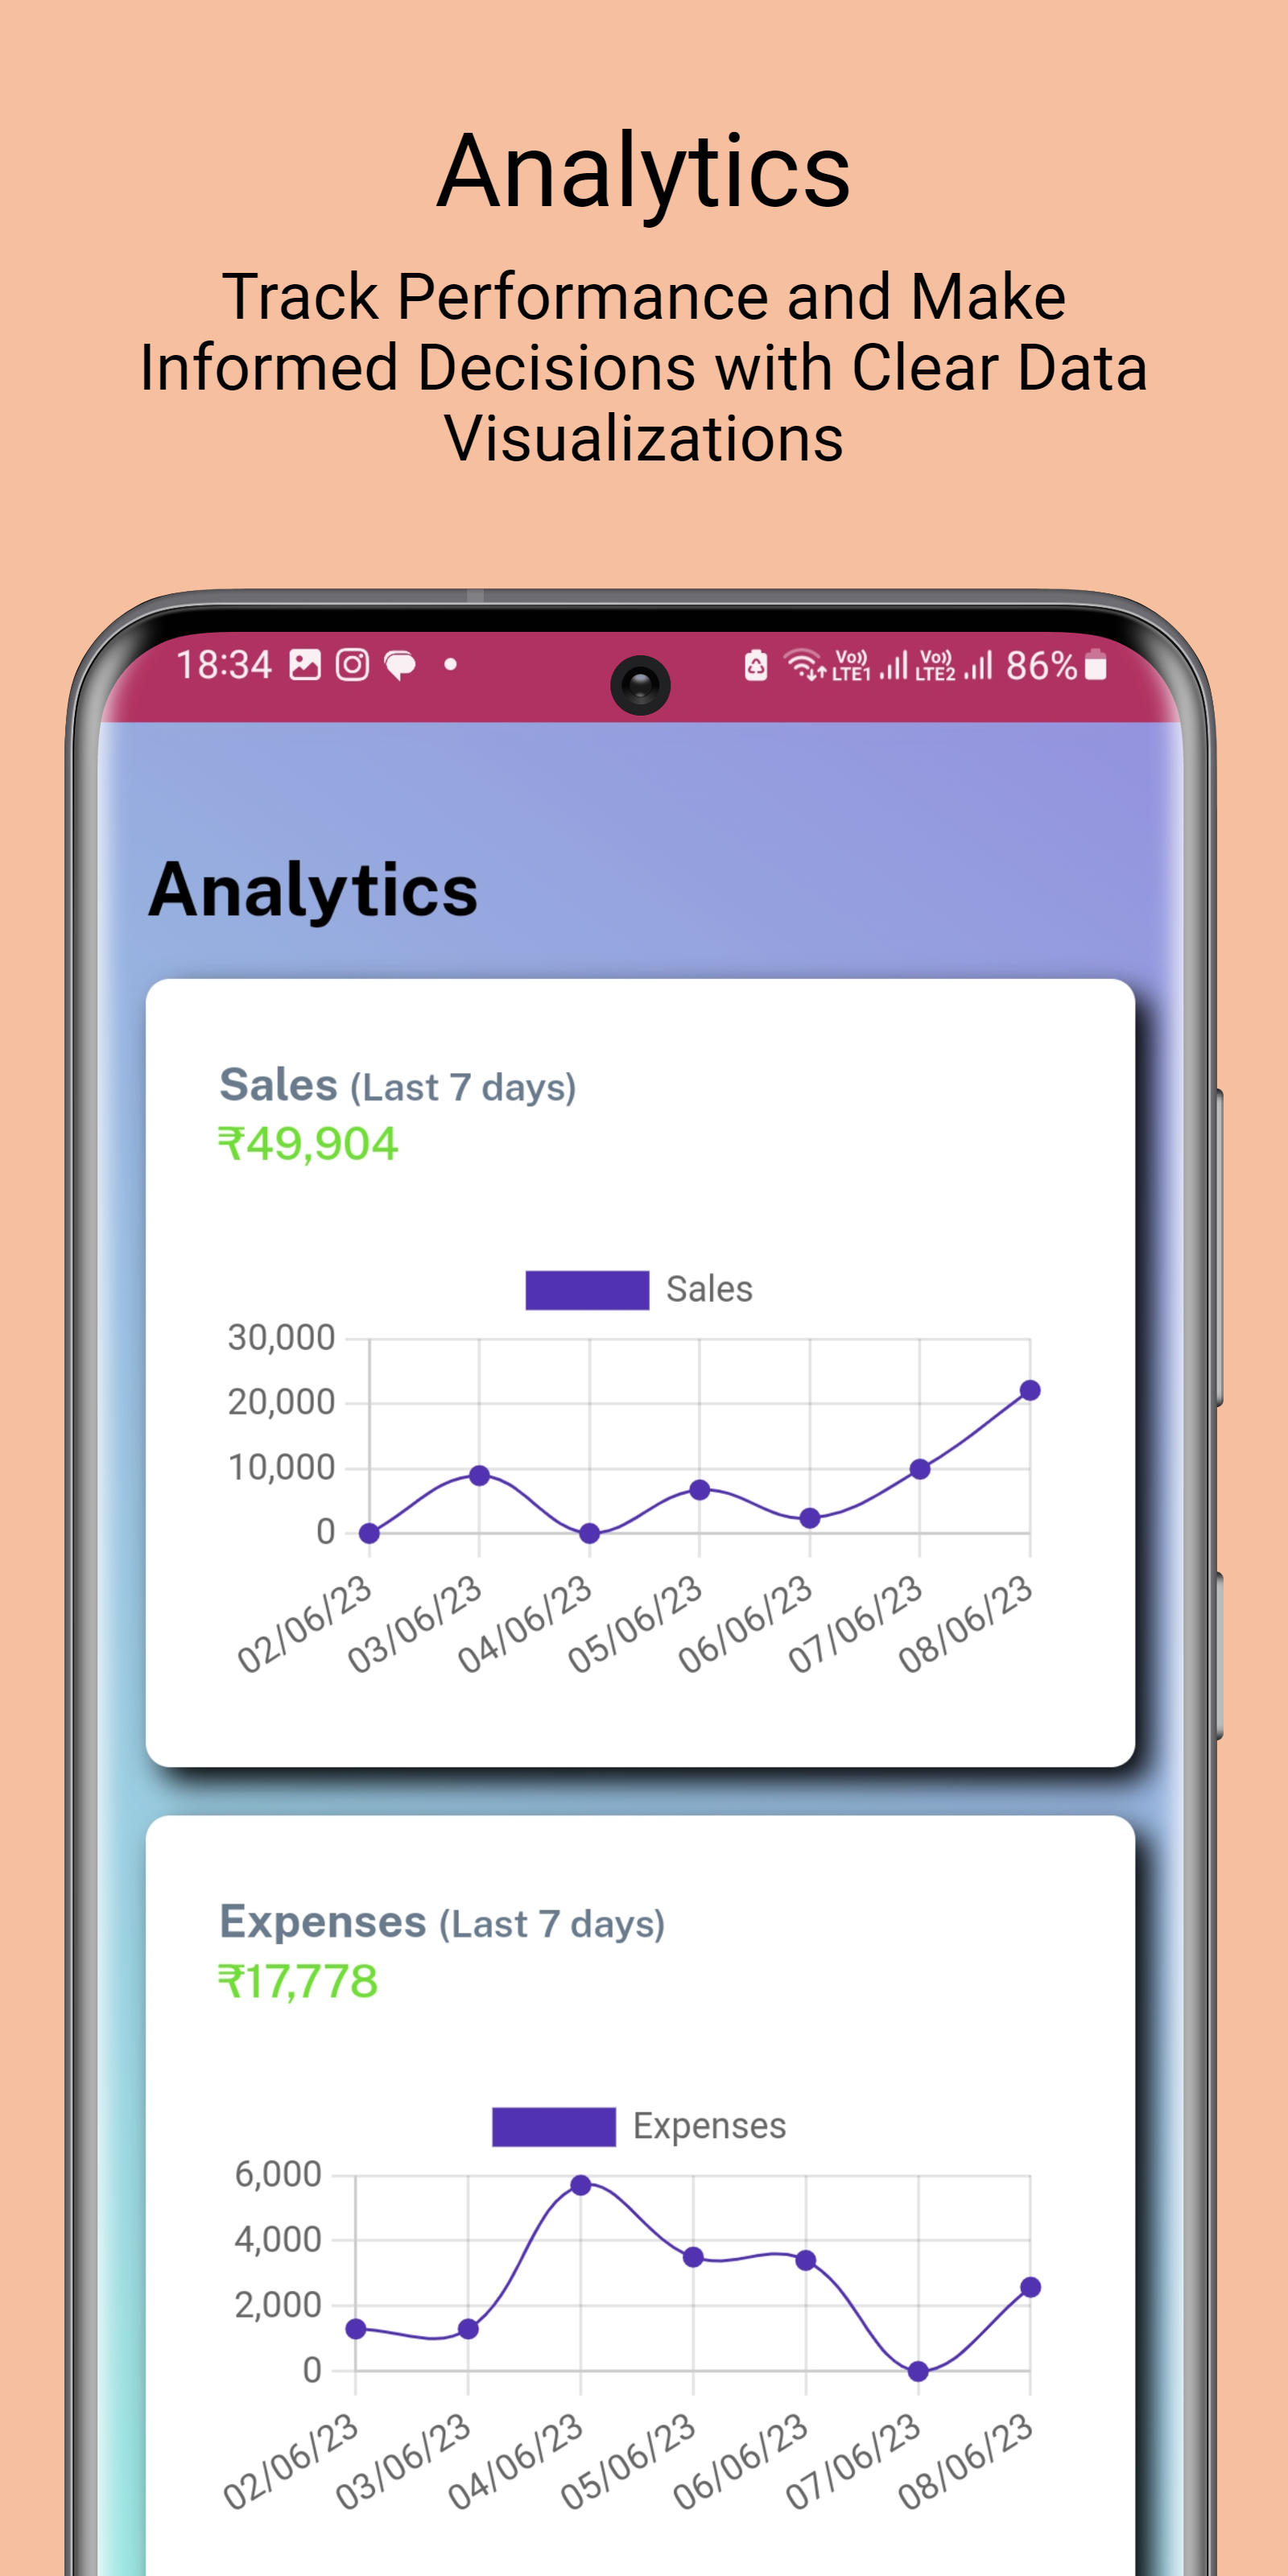 Analytics
Track Performance and Make
Informed Decisions with Clear Data
Visualizations
18:34 Vo)) LTE1 Vo)) LTE2 86%
Analytics
Sales (Last 7 days)
₹49,904
Sales
30,000
20,000
10,000
0
02/06/23 03/06/23 04/06/23 05/06/23 06/06/23 07/06/23 08/06/23
Expenses (Last 7 days)
₹17,778
Expenses
6,000
4,000
2,000
0
02/06/23 03/06/23 04/06/23 05/06/23 06/06/23 07/06/23 08/06/23